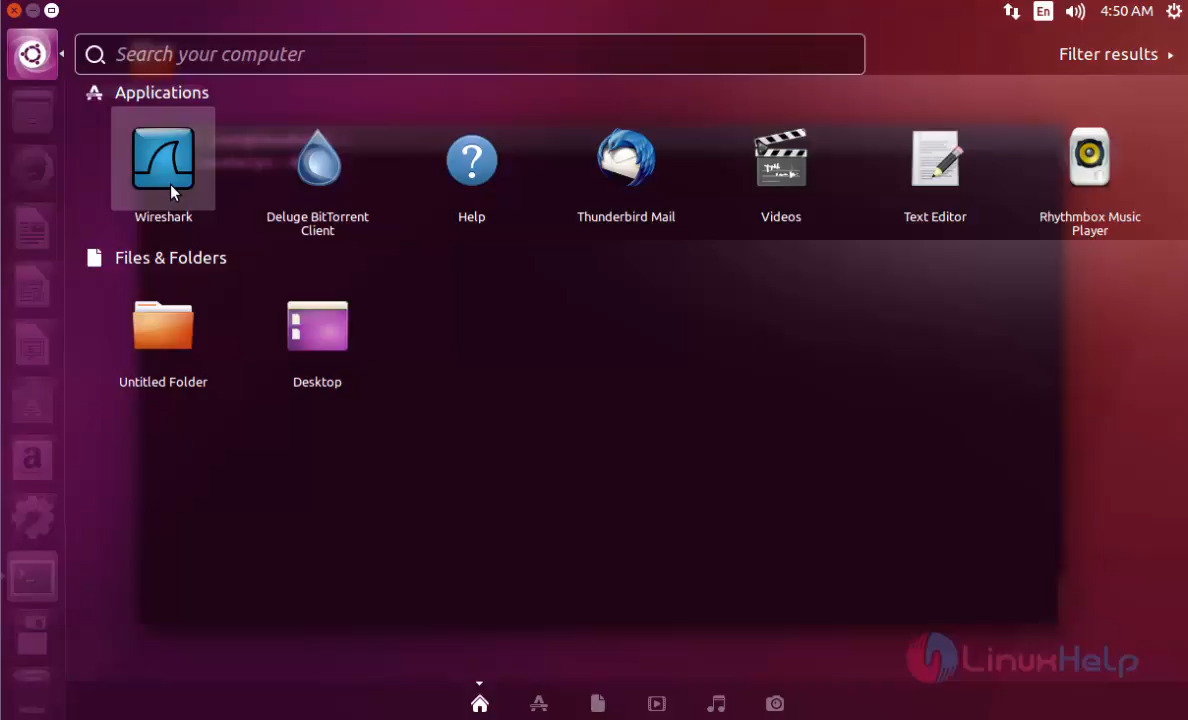 En
4:50 AM
Search your computer
Filter results
Applications
Wireshark
Deluge BitTorrent
Client
Help
Thunderbird Mail
Videos
Text Editor
Rhythmbox Music
Player
Files & Folders
Untitled Folder
Desktop
a
LinuxHelp